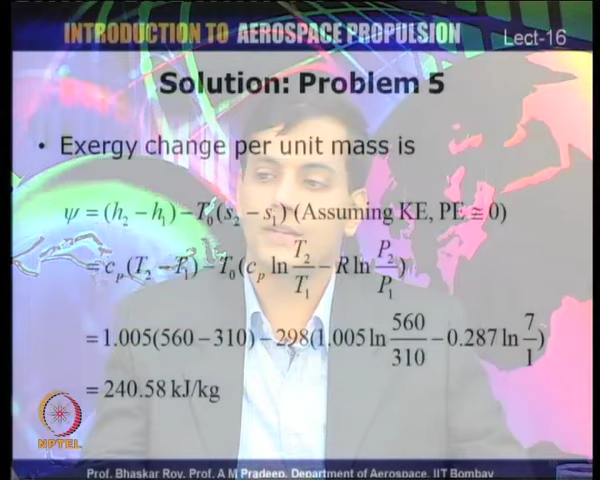 INTRODUCTION TO AEROSPACE PROPULSION Lect-16
Solution: Problem 5
• Exergy change per unit mass is
ψ = (h₂ − h₁) − T₀(s₂ − s₁) (Assuming KE, PE ≅ 0)
= cₚ(T₂ − T₁) − T₀(cₚ ln T₂/T₁ − R ln P₂/P₁)
= 1.005(560 − 310) − 298(1.005 ln 560/310 − 0.287 ln 7/1)
= 240.58 kJ/kg
NPTEL
Prof. Bhaskar Roy, Prof. A M Pradeep, Department of Aerospace, IIT Bombay